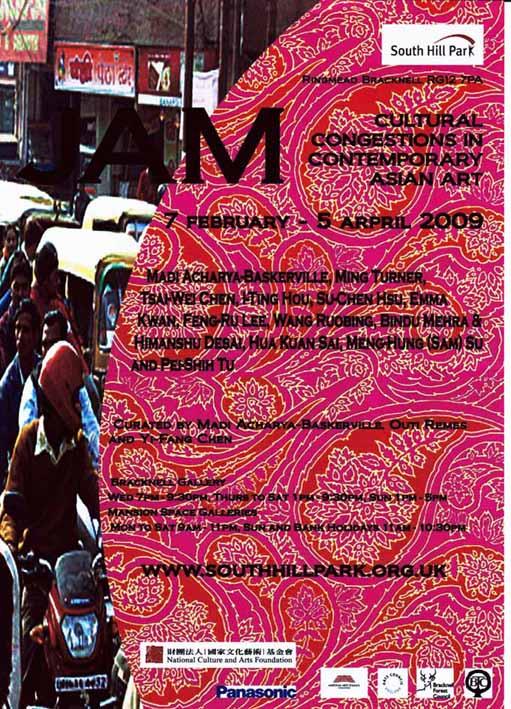 South Hill Park
RINGMEAD BRACKNELL RG12 7PA
JAM
CULTURAL
CONGESTIONS IN
CONTEMPORARY
ASIAN ART
7 FEBRUARY - 5 ARPRIL 2009
MADI ACHARYA-BASKERVILLE, MING TURNER,
TSAI-WEI CHEN, I-TING HOU, SU-CHEN HSU, EMMA
KWAN, FENG-RU LEE, WANG RUOBING, BINDU MEHRA &
HIMANSHU DESAI, HUA KUAN SAI, MENG-HUNG (SAM) SU
AND PEI-SHIH TU
CURATED BY MADI ACHARYA-BASKERVILLE, OUTI REMES
AND YI-FANG CHEN
BRACKNELL GALLERY
WED 7PM - 9:30PM, THURS TO SAT 1PM - 9:30PM, SUN 1PM - 5PM
MANSION SPACE GALLERIES
MON TO SAT 9AM - 11PM, SUN AND BANK HOLIDAYS 11AM - 10:30PM
WWW.SOUTHHILLPARK.ORG.UK
財團法人國家文化藝術基金會
National Culture and Arts Foundation
Panasonic
Bracknell
Forest
Council